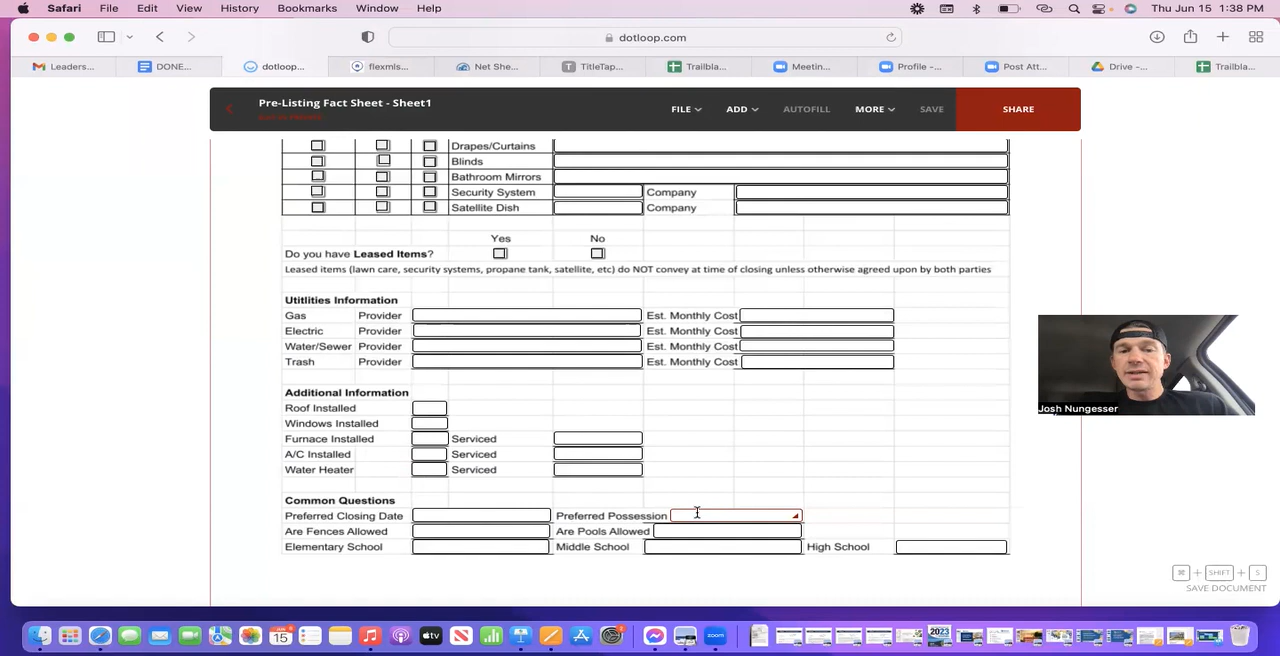 Safari File Edit View History Bookmarks Window Help Thu Jun 15 1:38 PM
dotloop.com
Leaders... DONE... dotloop... flexmls... Net She... TitleTap... Trailbla... Meetin... Profile -... Post Att... Drive -... Trailbla...
Pre-Listing Fact Sheet - Sheet1
FILE ADD AUTOFILL MORE SAVE SHARE
Drapes/Curtains
Blinds
Bathroom Mirrors
Security System Company
Satellite Dish Company
Yes No
Do you have Leased Items?
Leased items (lawn care, security systems, propane tank, satellite, etc) do NOT convey at time of closing unless otherwise agreed upon by both parties
Utitlities Information
Gas Provider Est. Monthly Cost
Electric Provider Est. Monthly Cost
Water/Sewer Provider Est. Monthly Cost
Trash Provider Est. Monthly Cost
Josh Nungesser
Additional Information
Roof Installed
Windows Installed
Furnace Installed Serviced
A/C Installed Serviced
Water Heater Serviced
Common Questions
Preferred Closing Date Preferred Possession
Are Fences Allowed Are Pools Allowed
Elementary School Middle School High School
⌘ + SHIFT + S
SAVE DOCUMENT
15
tv
2023
zoom